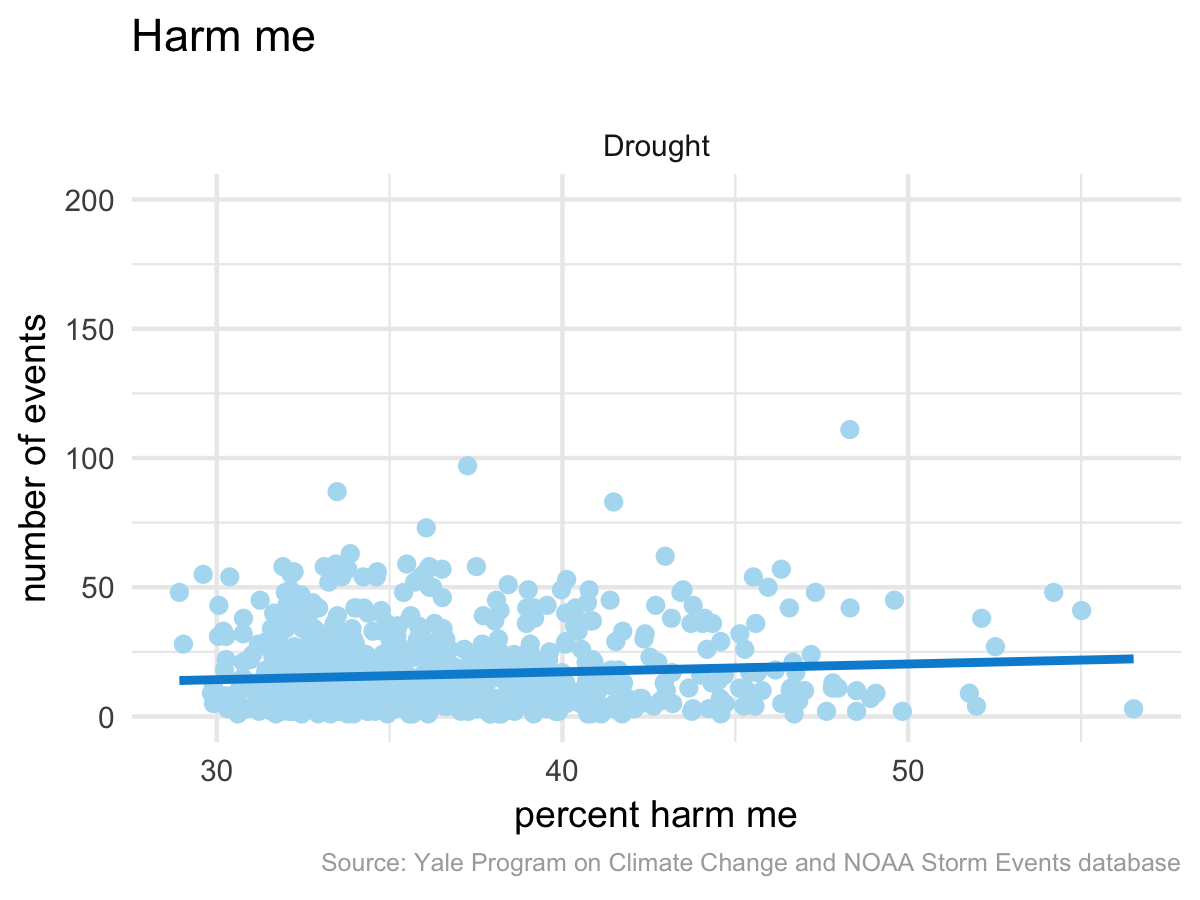 Harm me
Drought
200
150
100
50
0
number of events
30
40
50
percent harm me
Source: Yale Program on Climate Change and NOAA Storm Events database